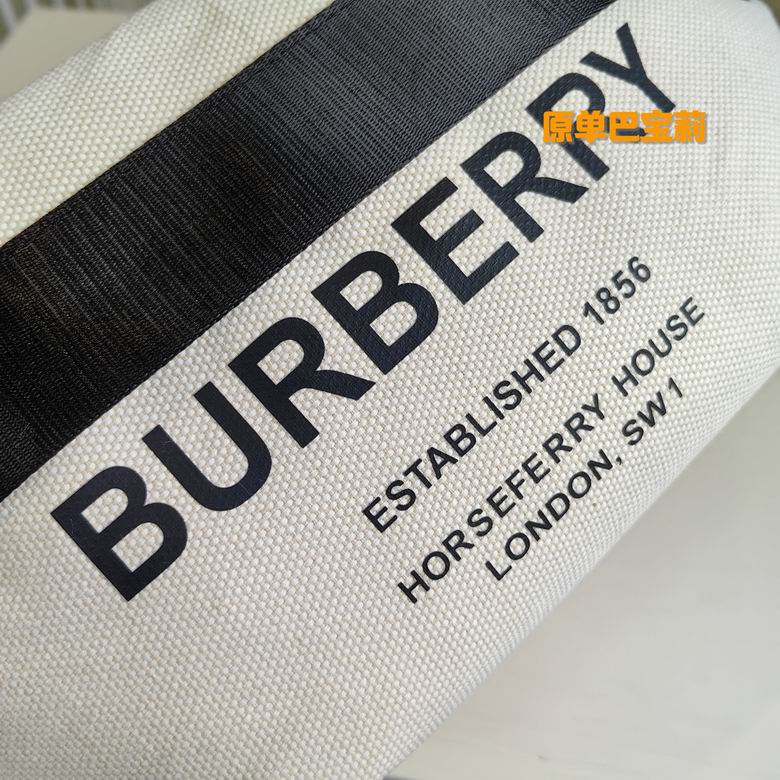 原单巴宝莉
BURBERRY
ESTABLISHED 1856
HORSEFERRY HOUSE
LONDON, SW1